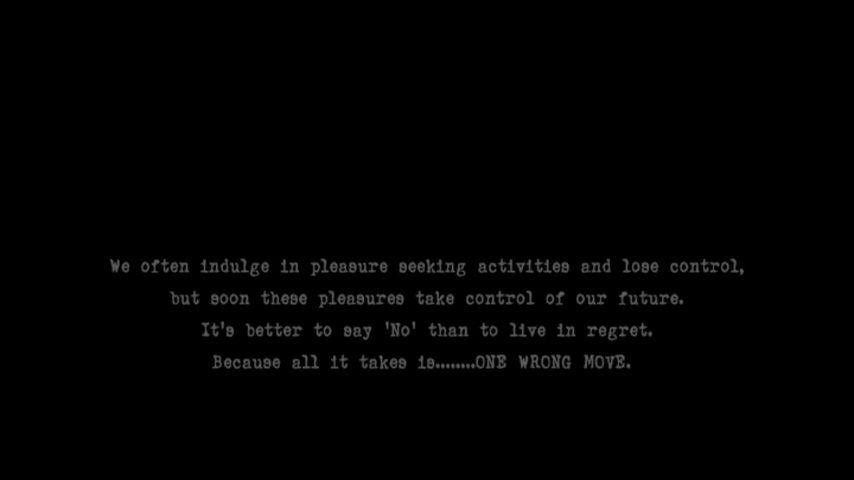 We often indulge in pleasure seeking activities and lose control,
but soon these pleasures take control of our future.
It's better to say 'No' than to live in regret.
Because all it takes is........ONE WRONG MOVE.